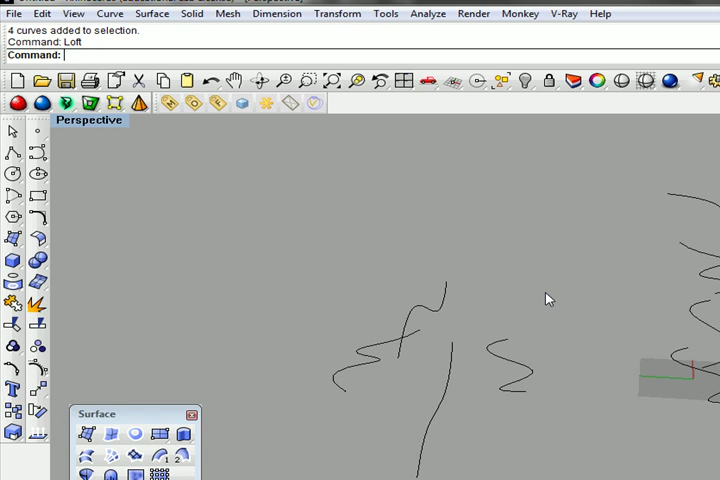 File Edit View Curve Surface Solid Mesh Dimension Transform Tools Analyze Render Monkey V-Ray Help
4 curves added to selection.
Command: Loft
Command:
Perspective
Surface